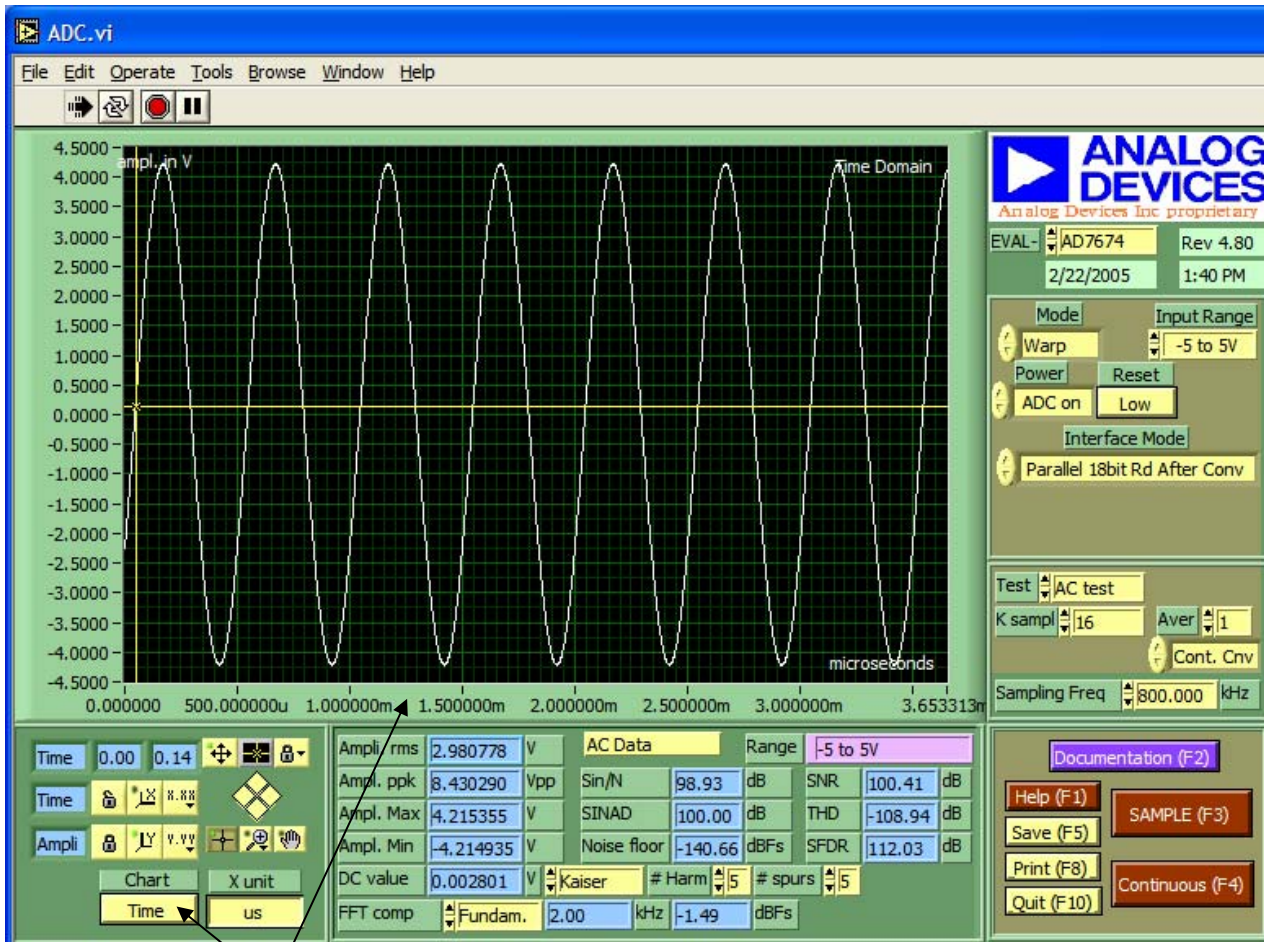 ADC.vi
File Edit Operate Tools Browse Window Help
4.5000
ampl. in V
Time Domain
4.0000
3.5000
3.0000
2.5000
2.0000
1.5000
1.0000
0.5000
0.0000
-0.5000
-1.0000
-1.5000
-2.0000
-2.5000
-3.0000
-3.5000
-4.0000
-4.5000
microseconds
0.000000 500.000000u 1.000000m 1.500000m 2.000000m 2.500000m 3.000000m 3.653313m
ANALOG
DEVICES
Analog Devices Inc proprietary
EVAL- AD7674 Rev 4.80
2/22/2005 1:40 PM
Mode Input Range
Warp -5 to 5V
Power Reset
ADC on Low
Interface Mode
Parallel 18bit Rd After Conv
Test AC test
K sampl 16 Aver 1
Cont. Cnv
Sampling Freq 800.000 kHz
Time 0.00 0.14
Time X X.XX
Ampli Y Y.YY
Chart X unit
Time us
Ampli. rms 2.980778 V AC Data Range -5 to 5V
Ampl. ppk 8.430290 Vpp Sin/N 98.93 dB SNR 100.41 dB
Ampl. Max 4.215355 V SINAD 100.00 dB THD -108.94 dB
Ampl. Min -4.214935 V Noise floor -140.66 dBFs SFDR 112.03 dB
DC value 0.002801 V Kaiser # Harm 5 # spurs 5
FFT comp Fundam. 2.00 kHz -1.49 dBFs
Documentation (F2)
Help (F1)
SAMPLE (F3)
Save (F5)
Print (F8)
Continuous (F4)
Quit (F10)